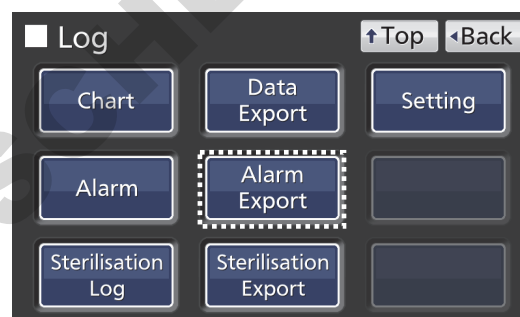 Log
Top
Back
Chart
Data
Export
Setting
Alarm
Alarm
Export
Sterilisation
Log
Sterilisation
Export